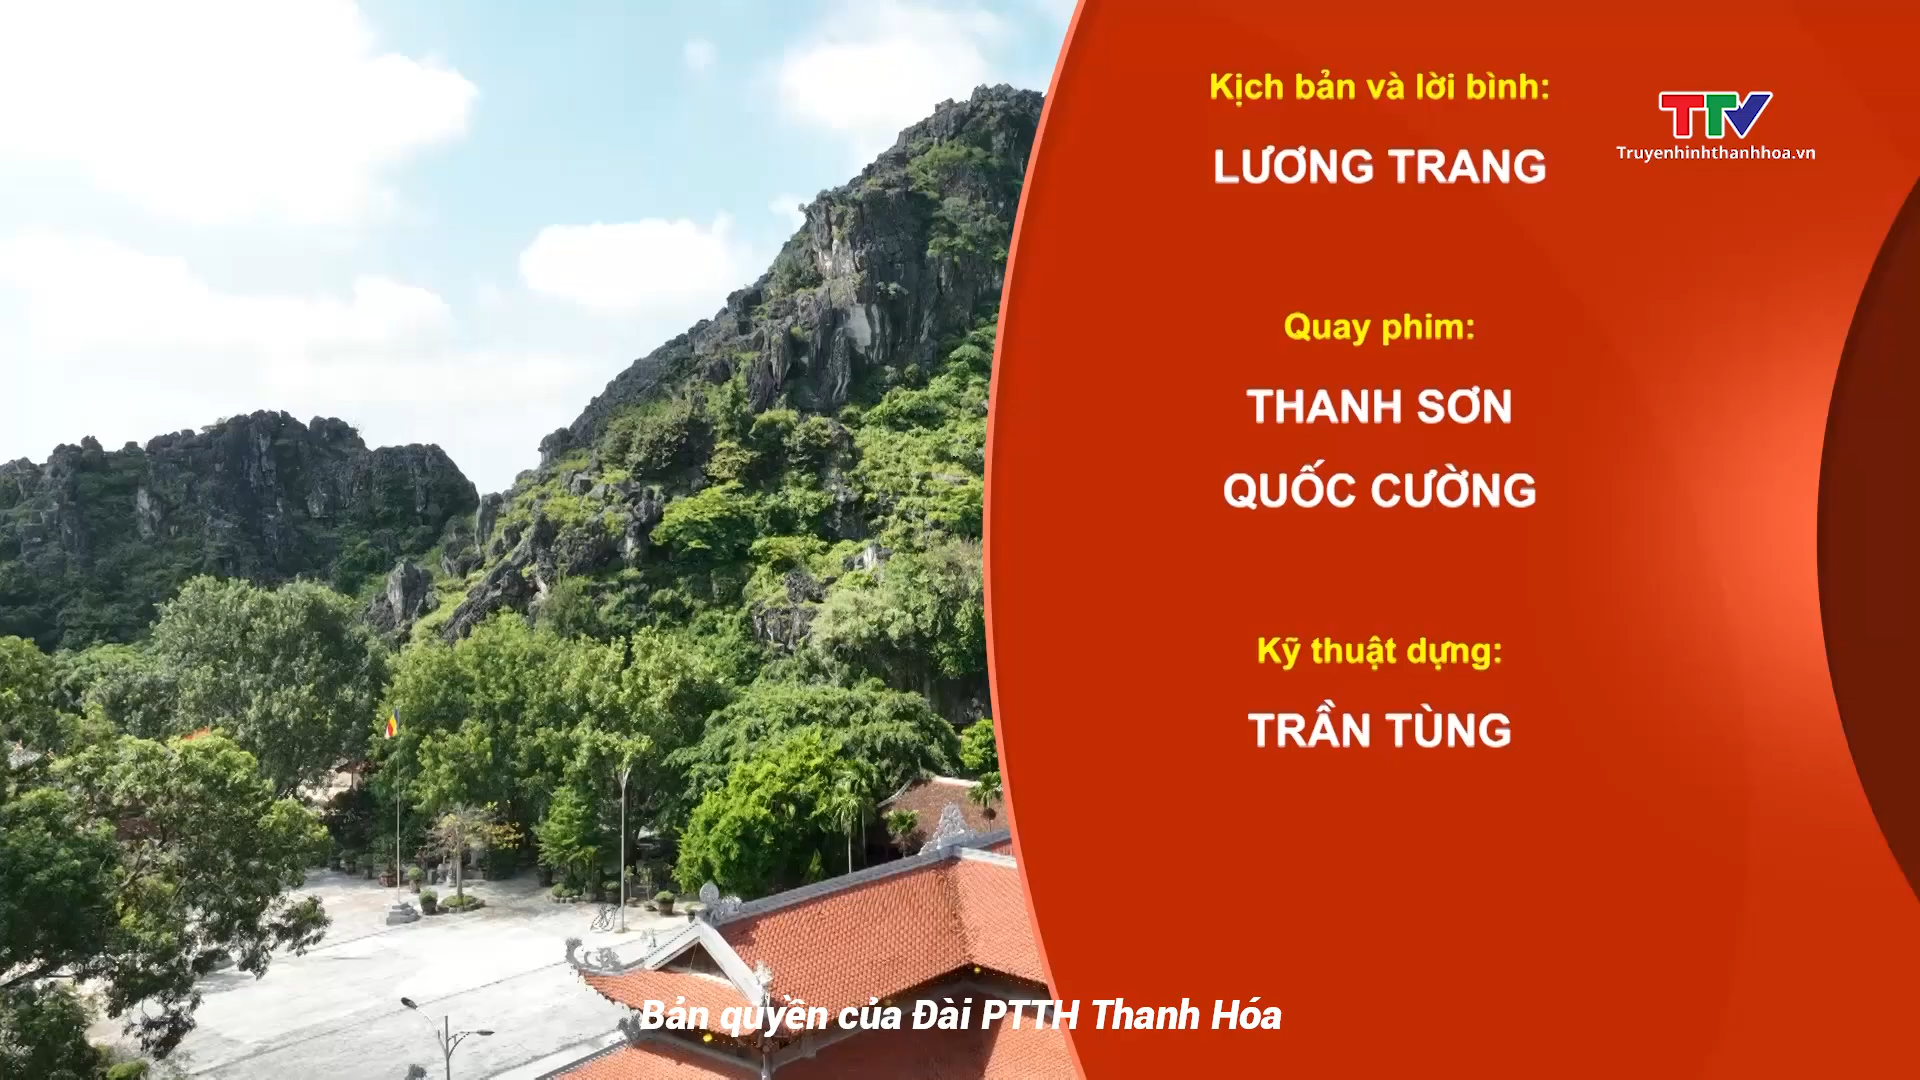 Kịch bản và lời bình:
LƯƠNG TRANG
TTV
Truyenhinhthanhhoa.vn
Quay phim:
THANH SƠN
QUỐC CƯỜNG
Kỹ thuật dựng:
TRẦN TÙNG
Bản quyền của Đài PTTH Thanh Hóa